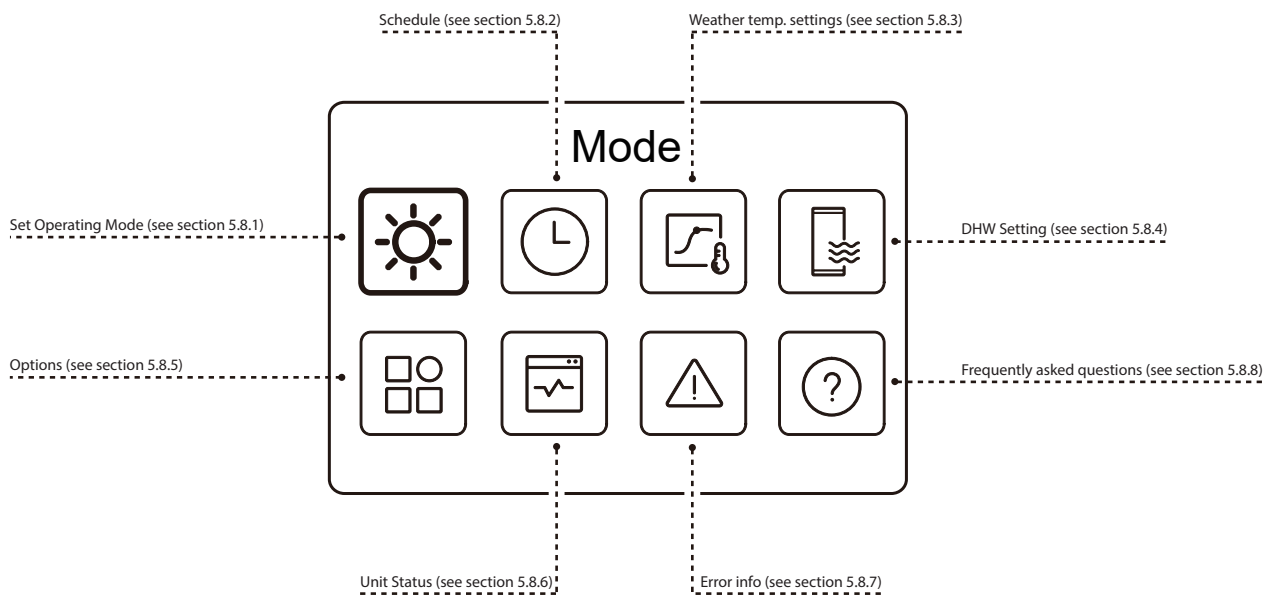 Schedule (see section 5.8.2)
Weather temp. settings (see section 5.8.3)
Mode
Set Operating Mode (see section 5.8.1)
DHW Setting (see section 5.8.4)
Options (see section 5.8.5)
Frequently asked questions (see section 5.8.8)
Unit Status (see section 5.8.6)
Error info (see section 5.8.7)